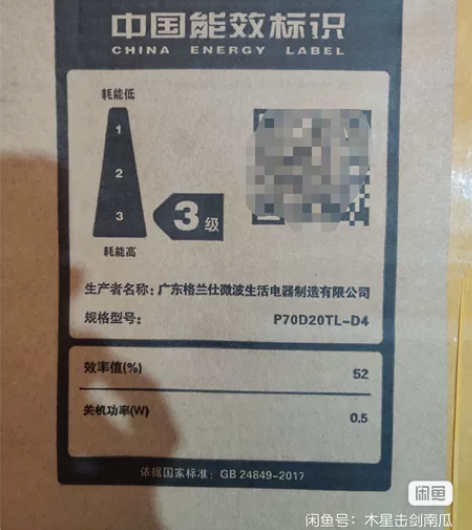 中国能效标识
CHINA ENERGY LABEL
耗能低
1
2
3
3级
耗能高
生产者名称：广东格兰仕微波生活电器制造有限公司
规格型号： P70D20TL-D4
效率值(%) 52
关机功率(W) 0.5
依据国家标准：GB 24849-2017
闲鱼
闲鱼号：木星击剑南瓜